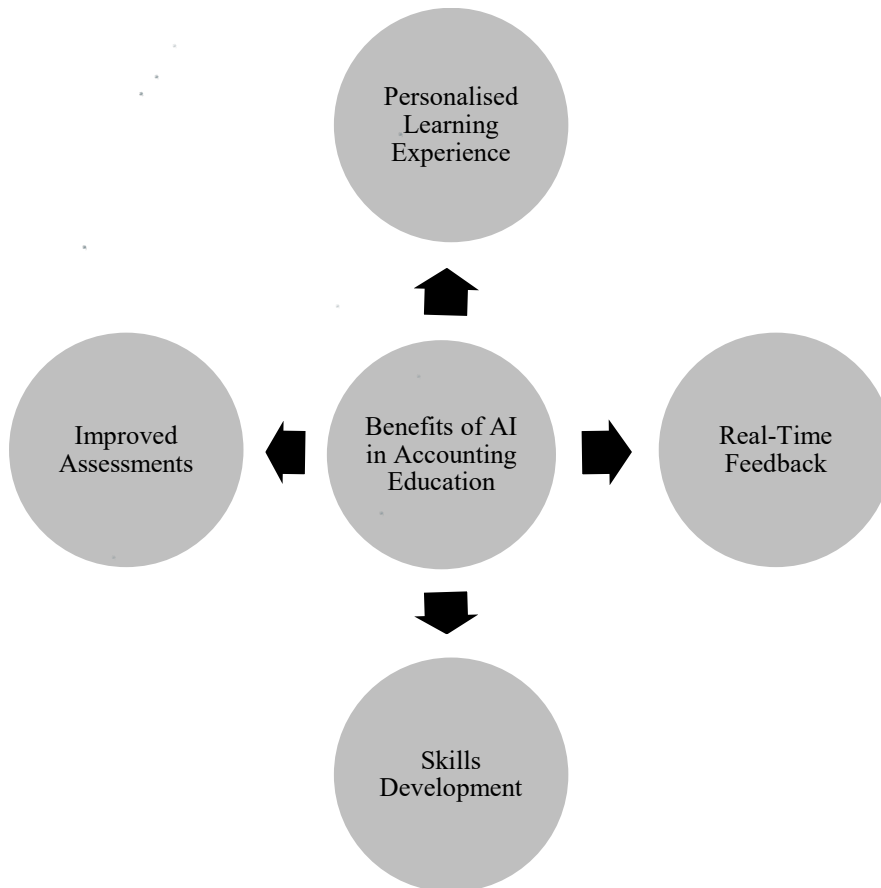 Personalised
Learning
Experience
Improved
Assessments
Benefits of AI
in Accounting
Education
Real-Time
Feedback
Skills
Development